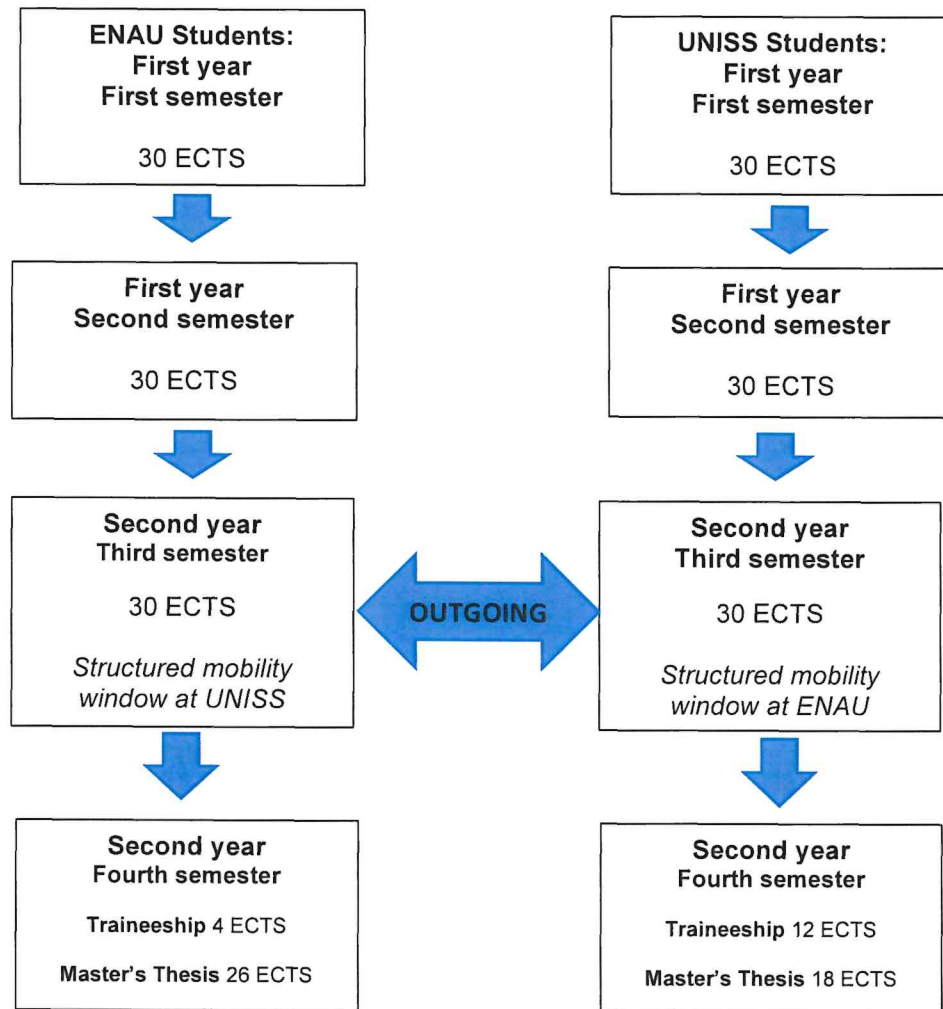 ENAU Students:
First year
First semester
30 ECTS
UNISS Students:
First year
First semester
30 ECTS
First year
Second semester
30 ECTS
First year
Second semester
30 ECTS
Second year
Third semester
30 ECTS
Structured mobility
window at UNISS
OUTGOING
Second year
Third semester
30 ECTS
Structured mobility
window at ENAU
Second year
Fourth semester
Traineeship 4 ECTS
Master's Thesis 26 ECTS
Second year
Fourth semester
Traineeship 12 ECTS
Master's Thesis 18 ECTS